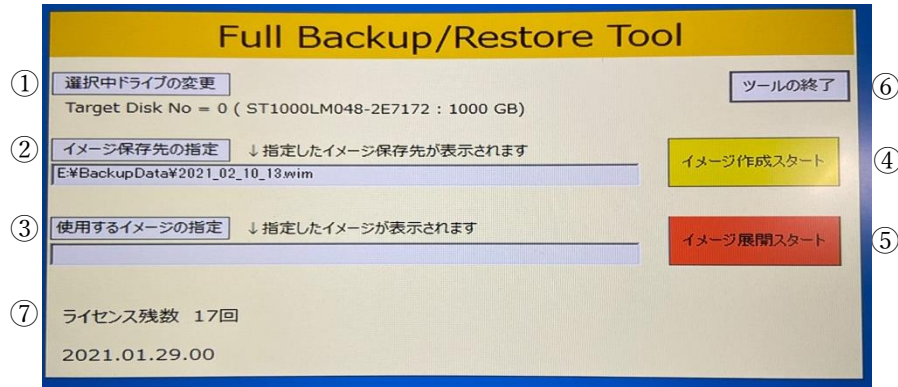 Full Backup/Restore Tool
① 選択中ドライブの変更 ツールの終了 ⑥
Target Disk No = 0 ( ST1000LM048-2E7172 : 1000 GB)
② イメージ保存先の指定 ↓指定したイメージ保存先が表示されます
E:¥BackupData¥2021_02_10_13.wim
イメージ作成スタート ④
③ 使用するイメージの指定 ↓指定したイメージが表示されます
イメージ展開スタート ⑤
⑦ ライセンス残数 17回
2021.01.29.00